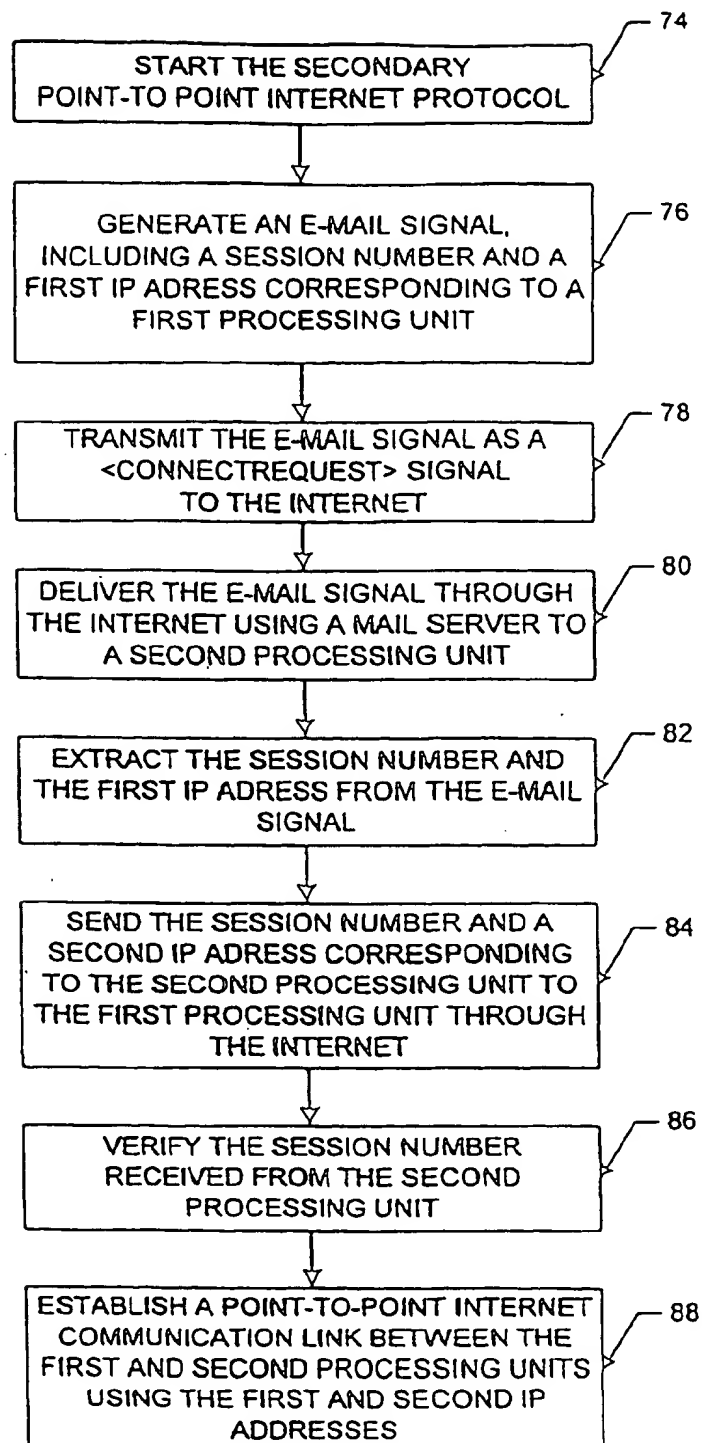 74
START THE SECONDARY
POINT-TO POINT INTERNET PROTOCOL
76
GENERATE AN E-MAIL SIGNAL,
INCLUDING A SESSION NUMBER AND A
FIRST IP ADRESS CORRESPONDING TO A
FIRST PROCESSING UNIT
78
TRANSMIT THE E-MAIL SIGNAL AS A
<CONNECTREQUEST> SIGNAL
TO THE INTERNET
80
DELIVER THE E-MAIL SIGNAL THROUGH
THE INTERNET USING A MAIL SERVER TO
A SECOND PROCESSING UNIT
82
EXTRACT THE SESSION NUMBER AND
THE FIRST IP ADRESS FROM THE E-MAIL
SIGNAL
84
SEND THE SESSION NUMBER AND A
SECOND IP ADRESS CORRESPONDING
TO THE SECOND PROCESSING UNIT TO
THE FIRST PROCESSING UNIT THROUGH
THE INTERNET
86
VERIFY THE SESSION NUMBER
RECEIVED FROM THE SECOND
PROCESSING UNIT
88
ESTABLISH A POINT-TO-POINT INTERNET
COMMUNICATION LINK BETWEEN THE
FIRST AND SECOND PROCESSING UNITS
USING THE FIRST AND SECOND IP
ADDRESSES